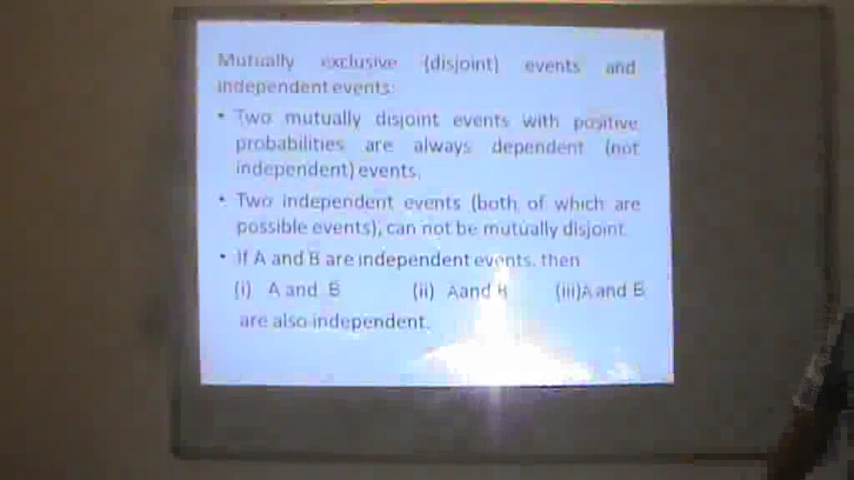 Mutually exclusive (disjoint) events and
independent events:
• Two mutually disjoint events with positive
probabilities are always dependent (not
independent) events.
• Two independent events (both of which are
possible events), can not be mutually disjoint.
• If A and B are independent events, then
(i) A and B (ii) Aand B (iii)A and B
are also independent.